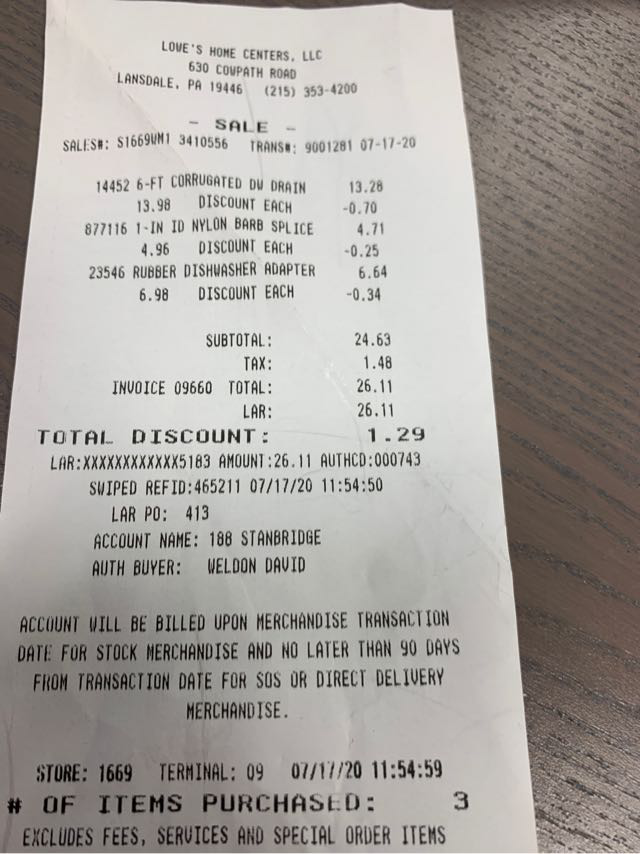 LOWE'S HOME CENTERS, LLC
630 COWPATH ROAD
LANSDALE, PA 19446 (215) 353-4200
- SALE -
SALES#: S1669WM1 3410556 TRANS#: 9001281 07-17-20
14452 6-FT CORRUGATED DW DRAIN 13.28
13.98 DISCOUNT EACH -0.70
877116 1-IN ID NYLON BARB SPLICE 4.71
4.96 DISCOUNT EACH -0.25
23546 RUBBER DISHWASHER ADAPTER 6.64
6.98 DISCOUNT EACH -0.34
SUBTOTAL: 24.63
TAX: 1.48
INVOICE 09660 TOTAL: 26.11
LAR: 26.11
TOTAL DISCOUNT: 1.29
LAR:XXXXXXXXXXXX5183 AMOUNT:26.11 AUTHCD:000743
SWIPED REFID:465211 07/17/20 11:54:50
LAR PO: 413
ACCOUNT NAME: 188 STANBRIDGE
AUTH BUYER: WELDON DAVID
ACCOUNT WILL BE BILLED UPON MERCHANDISE TRANSACTION
DATE FOR STOCK MERCHANDISE AND NO LATER THAN 90 DAYS
FROM TRANSACTION DATE FOR SOS OR DIRECT DELIVERY
MERCHANDISE.
STORE: 1669 TERMINAL: 09 07/17/20 11:54:59
# OF ITEMS PURCHASED: 3
EXCLUDES FEES, SERVICES AND SPECIAL ORDER ITEMS